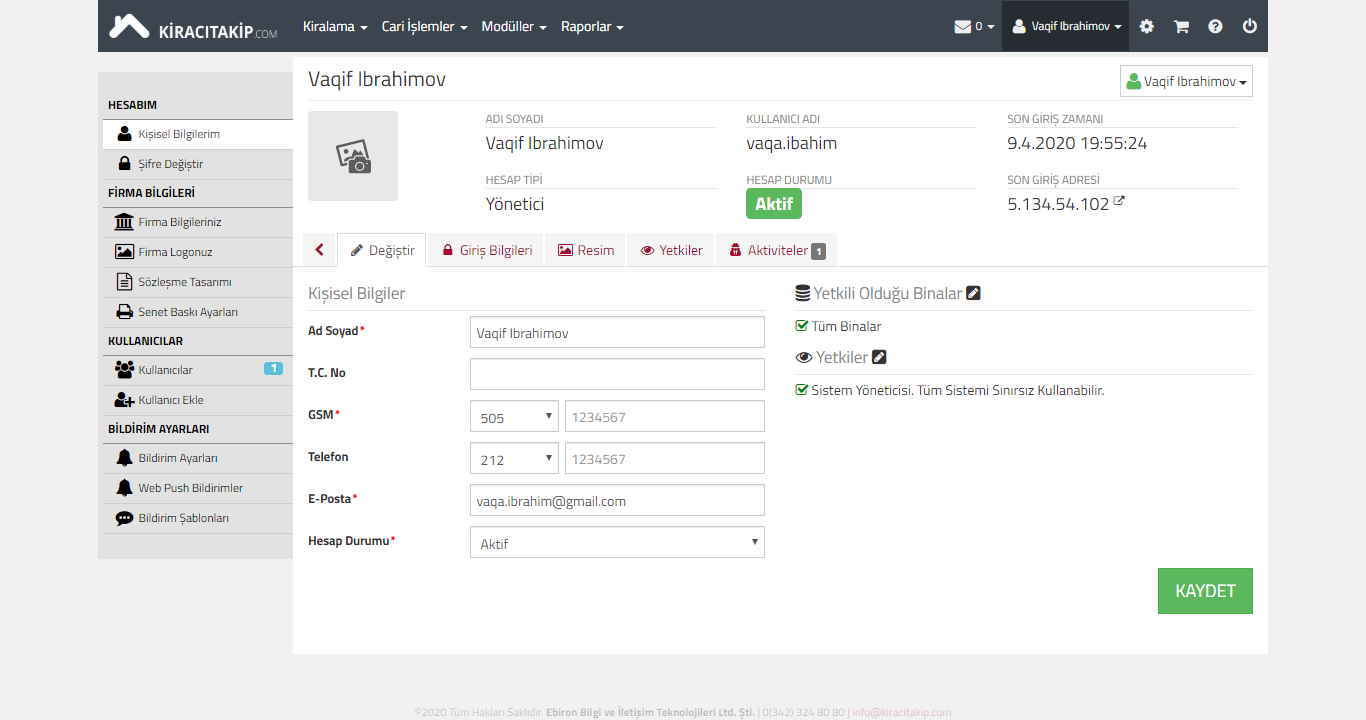 KİRACITAKİP.COM Kiralama Cari İşlemler Modüller Raporlar 0 Vaqif Ibrahimov
HESABIM
Kişisel Bilgilerim
Şifre Değiştir
FİRMA BİLGİLERİ
Firma Bilgileriniz
Firma Logonuz
Sözleşme Tasarımı
Senet Baskı Ayarları
KULLANICILAR
Kullanıcılar 1
Kullanıcı Ekle
BİLDİRİM AYARLARI
Bildirim Ayarları
Web Push Bildirimler
Bildirim Şablonları
Vaqif Ibrahimov Vaqif Ibrahimov
ADI SOYADI KULLANICI ADI SON GİRİŞ ZAMANI
Vaqif Ibrahimov vaqa.ibahim 9.4.2020 19:55:24
HESAP TİPİ HESAP DURUMU SON GİRİŞ ADRESİ
Yönetici Aktif 5.134.54.102
Değiştir Giriş Bilgileri Resim Yetkiler Aktiviteler 1
Kişisel Bilgiler
Ad Soyad* Vaqif Ibrahimov
T.C. No
GSM* 505 1234567
Telefon 212 1234567
E-Posta* vaqa.ibrahim@gmail.com
Hesap Durumu* Aktif
Yetkili Olduğu Binalar
Tüm Binalar
Yetkiler
Sistem Yöneticisi. Tüm Sistemi Sınırsız Kullanabilir.
KAYDET
©2020 Tüm Hakları Saklıdır. Ebiron Bilgi ve İletişim Teknolojileri Ltd. Şti. | 0(342) 324 80 80 | info@kiracitakip.com